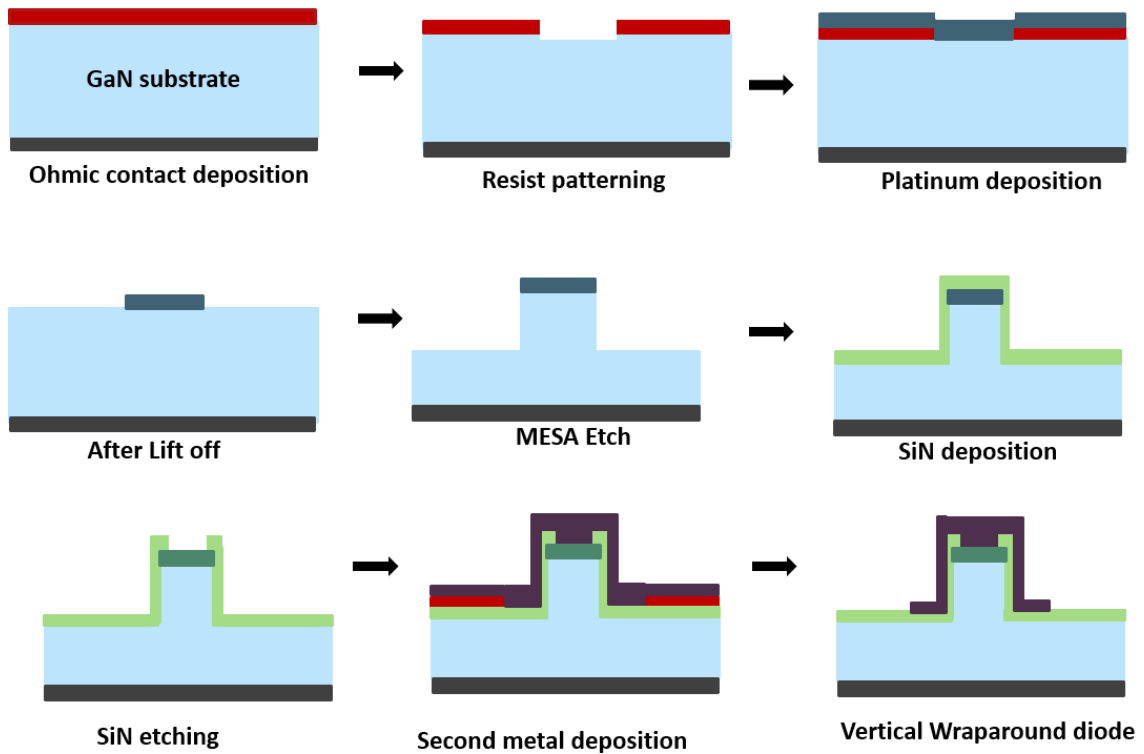 GaN substrate
Ohmic contact deposition
Resist patterning
Platinum deposition
After Lift off
MESA Etch
SiN deposition
SiN etching
Second metal deposition
Vertical Wraparound diode